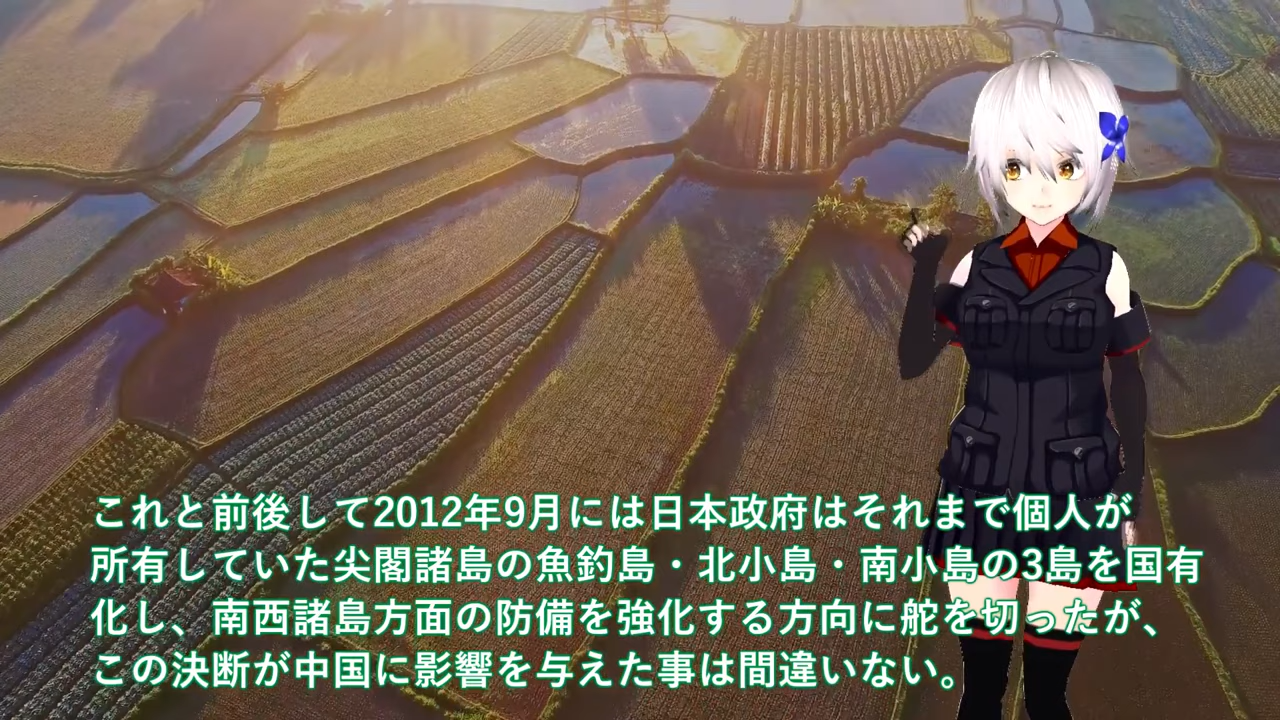 これと前後して2012年9月には日本政府はそれまで個人が
所有していた尖閣諸島の魚釣島・北小島・南小島の3島を国有
化し、南西諸島方面の防備を強化する方向に舵を切ったが、
この決断が中国に影響を与えた事は間違いない。